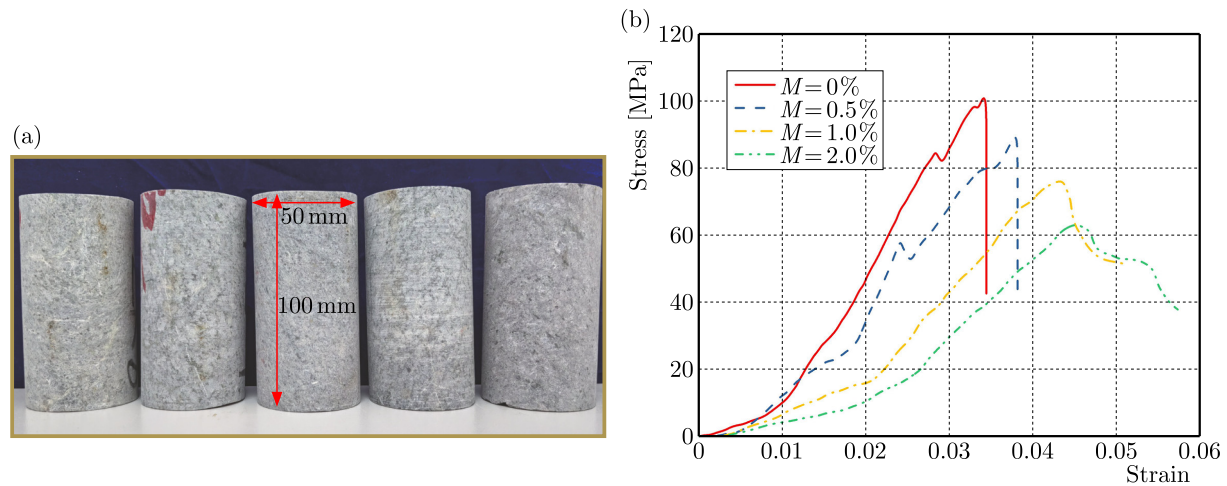 (a)
50 mm
100 mm
(b)
Stress [MPa]
120
100
80
60
40
20
0
M = 0%
M = 0.5%
M = 1.0%
M = 2.0%
0 0.01 0.02 0.03 0.04 0.05 0.06
Strain